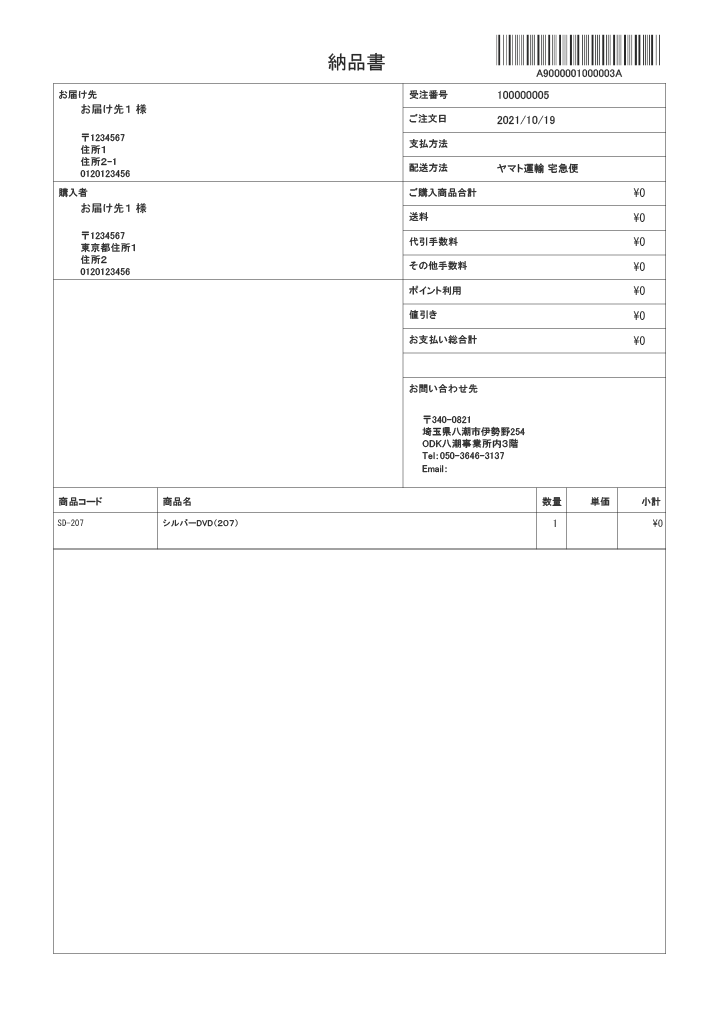 納品書
A9000001000003A
お届け先
お届け先１ 様
〒1234567
住所１
住所２-１
0120123456
受注番号 100000005
ご注文日 2021/10/19
支払方法
配送方法 ヤマト運輸 宅急便
購入者
お届け先１ 様
〒1234567
東京都住所１
住所２
0120123456
ご購入商品合計 ¥0
送料 ¥0
代引手数料 ¥0
その他手数料 ¥0
ポイント利用 ¥0
値引き ¥0
お支払い総合計 ¥0
お問い合わせ先
〒340-0821
埼玉県八潮市伊勢野254
ODK八潮事業所内３階
Tel：050-3646-3137
Email：
商品コード 商品名 数量 単価 小計
SD-207 シルバーDVD（２０７） 1 ¥0